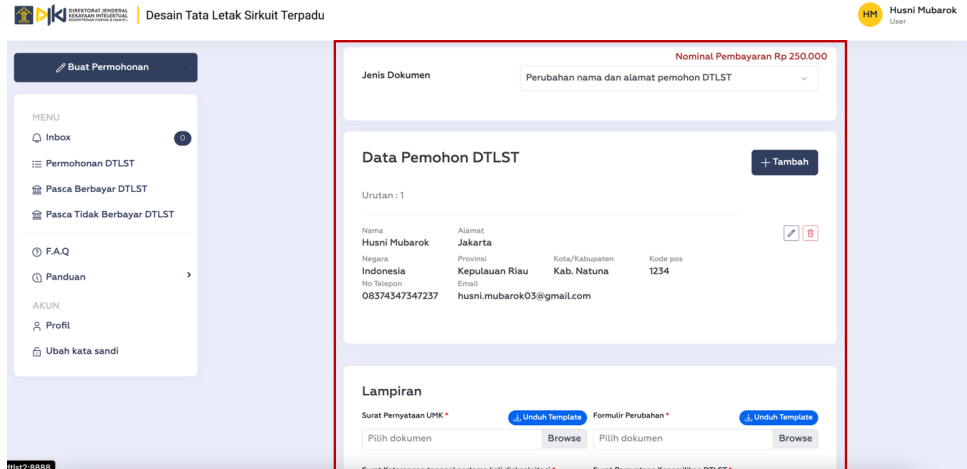 DIREKTORAT JENDERAL
KEKAYAAN INTELEKTUAL
Desain Tata Letak Sirkuit Terpadu
HM
Husni Mubarok
User
Buat Permohonan
MENU
Inbox
0
Permohonan DTLST
Pasca Berbayar DTLST
Pasca Tidak Berbayar DTLST
F.A.Q
Panduan
AKUN
Profil
Ubah kata sandi
Nominal Pembayaran Rp 250.000
Jenis Dokumen
Perubahan nama dan alamat pemohon DTLST
Data Pemohon DTLST
+ Tambah
Urutan : 1
Nama Alamat
Husni Mubarok Jakarta
Negara Provinsi Kota/Kabupaten Kode pos
Indonesia Kepulauan Riau Kab. Natuna 1234
No Telepon Email
08374347347237 husni.mubarok03@gmail.com
Lampiran
Surat Pernyataan UMK * Unduh Template Formulir Perubahan * Unduh Template
Pilih dokumen Browse Pilih dokumen Browse
dtlst2:8888